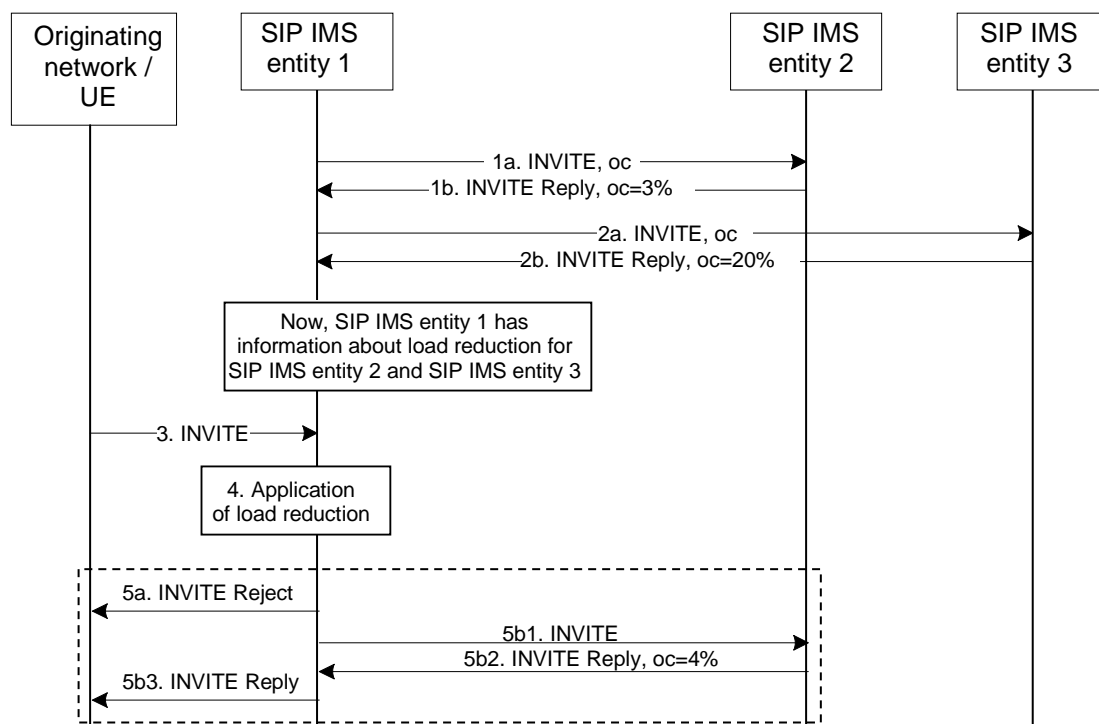 Originating
network /
UE
SIP IMS
entity 1
SIP IMS
entity 2
SIP IMS
entity 3
1a. INVITE, oc
1b. INVITE Reply, oc=3%
2a. INVITE, oc
2b. INVITE Reply, oc=20%
Now, SIP IMS entity 1 has
information about load reduction for
SIP IMS entity 2 and SIP IMS entity 3
3. INVITE
4. Application
of load reduction
5a. INVITE Reject
5b1. INVITE
5b2. INVITE Reply, oc=4%
5b3. INVITE Reply